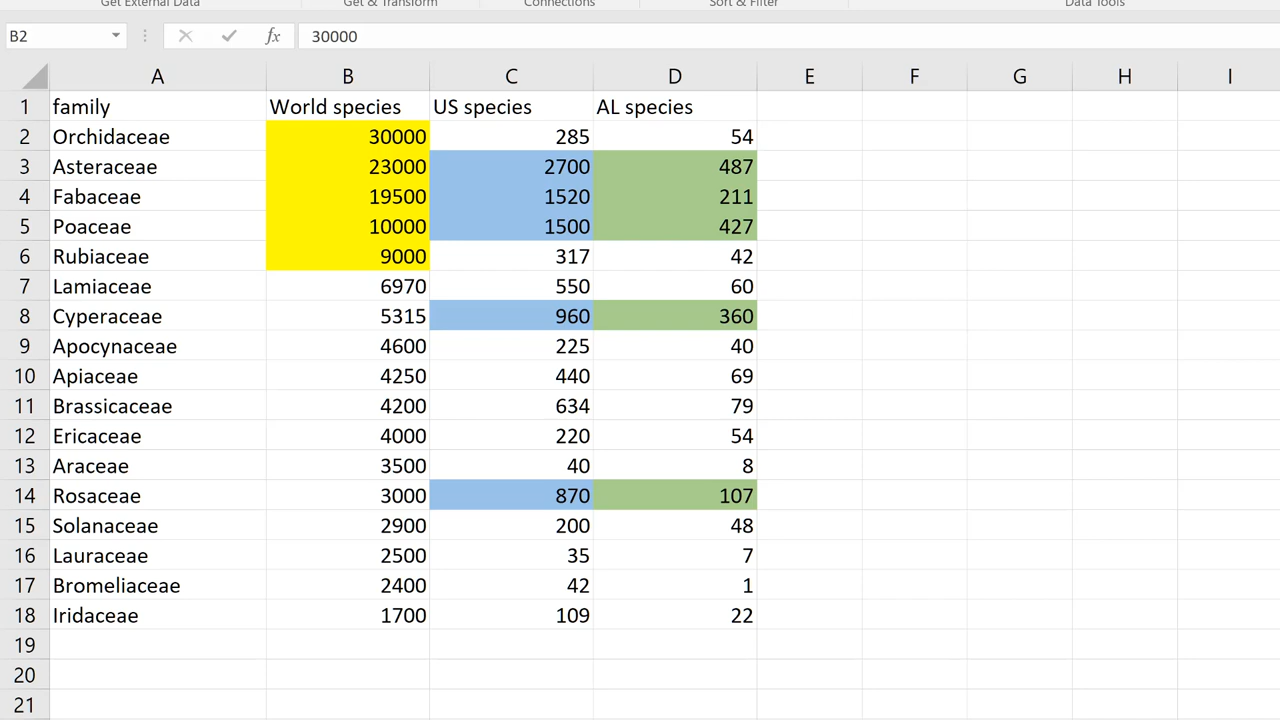 Get External Data Get & Transform Connections Sort & Filter Data Tools
B2 fx 30000
A B C D E F G H I
1 family World species US species AL species
2 Orchidaceae 30000 285 54
3 Asteraceae 23000 2700 487
4 Fabaceae 19500 1520 211
5 Poaceae 10000 1500 427
6 Rubiaceae 9000 317 42
7 Lamiaceae 6970 550 60
8 Cyperaceae 5315 960 360
9 Apocynaceae 4600 225 40
10 Apiaceae 4250 440 69
11 Brassicaceae 4200 634 79
12 Ericaceae 4000 220 54
13 Araceae 3500 40 8
14 Rosaceae 3000 870 107
15 Solanaceae 2900 200 48
16 Lauraceae 2500 35 7
17 Bromeliaceae 2400 42 1
18 Iridaceae 1700 109 22
19
20
21